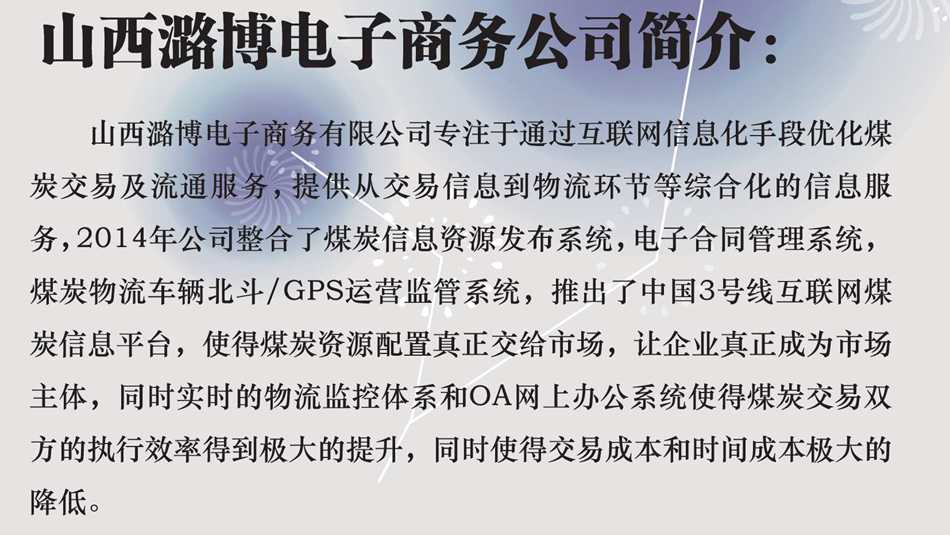 山西潞博电子商务公司简介：
山西潞博电子商务有限公司专注于通过互联网信息化手段优化煤
炭交易及流通服务，提供从交易信息到物流环节等综合化的信息服
务，2014年公司整合了煤炭信息资源发布系统，电子合同管理系统，
煤炭物流车辆北斗/GPS运营监管系统，推出了中国3号线互联网煤
炭信息平台，使得煤炭资源配置真正交给市场，让企业真正成为市场
主体，同时实时的物流监控体系和OA网上办公系统使得煤炭交易双
方的执行效率得到极大的提升，同时使得交易成本和时间成本极大的
降低。